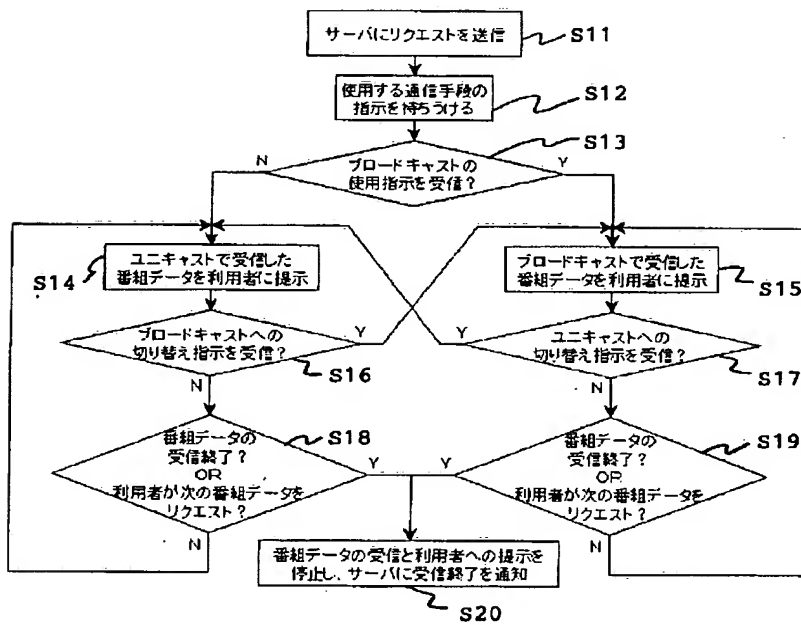 サーバにリクエストを送信
S11
使用する通信手段の
指示を持ちうける
S12
S13
N
ブロードキャストの
使用指示を受信?
Y
ユニキャストで受信した
番組データを利用者に提示
S14
ブロードキャストで受信した
番組データを利用者に提示
S15
ブロードキャストへの
切り替え指示を受信?
Y
S16
N
Y
ユニキャストへの
切り替え指示を受信?
S17
N
番組データの
受信終了?
OR
利用者が次の番組データを
リクエスト?
S18
Y
N
Y
番組データの
受信終了?
OR
利用者が次の番組データを
リクエスト?
S19
N
番組データの受信と利用者への提示を
停止し、サーバに受信終了を通知
S20